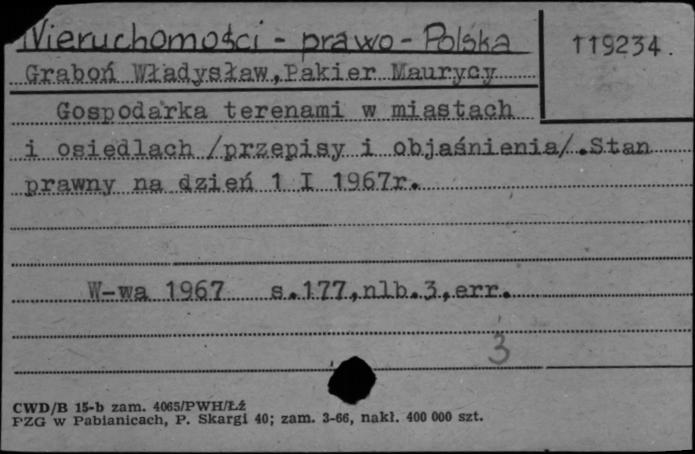 Nieruchomości - prawo - Polska
119234.
Graboń Władysław, Pakier Maurycy
Gospodarka terenami w miastach
i osiedlach /przepisy i objaśnienia/. Stan
prawny na dzień 1 I 1967r.
W-wa 1967 s.177,nlb.3,err.
3
CWD/B 15-b zam. 4065/PWH/Łź
PZG w Pabianicach, P. Skargi 40; zam. 3-66, nakł. 400 000 szt.